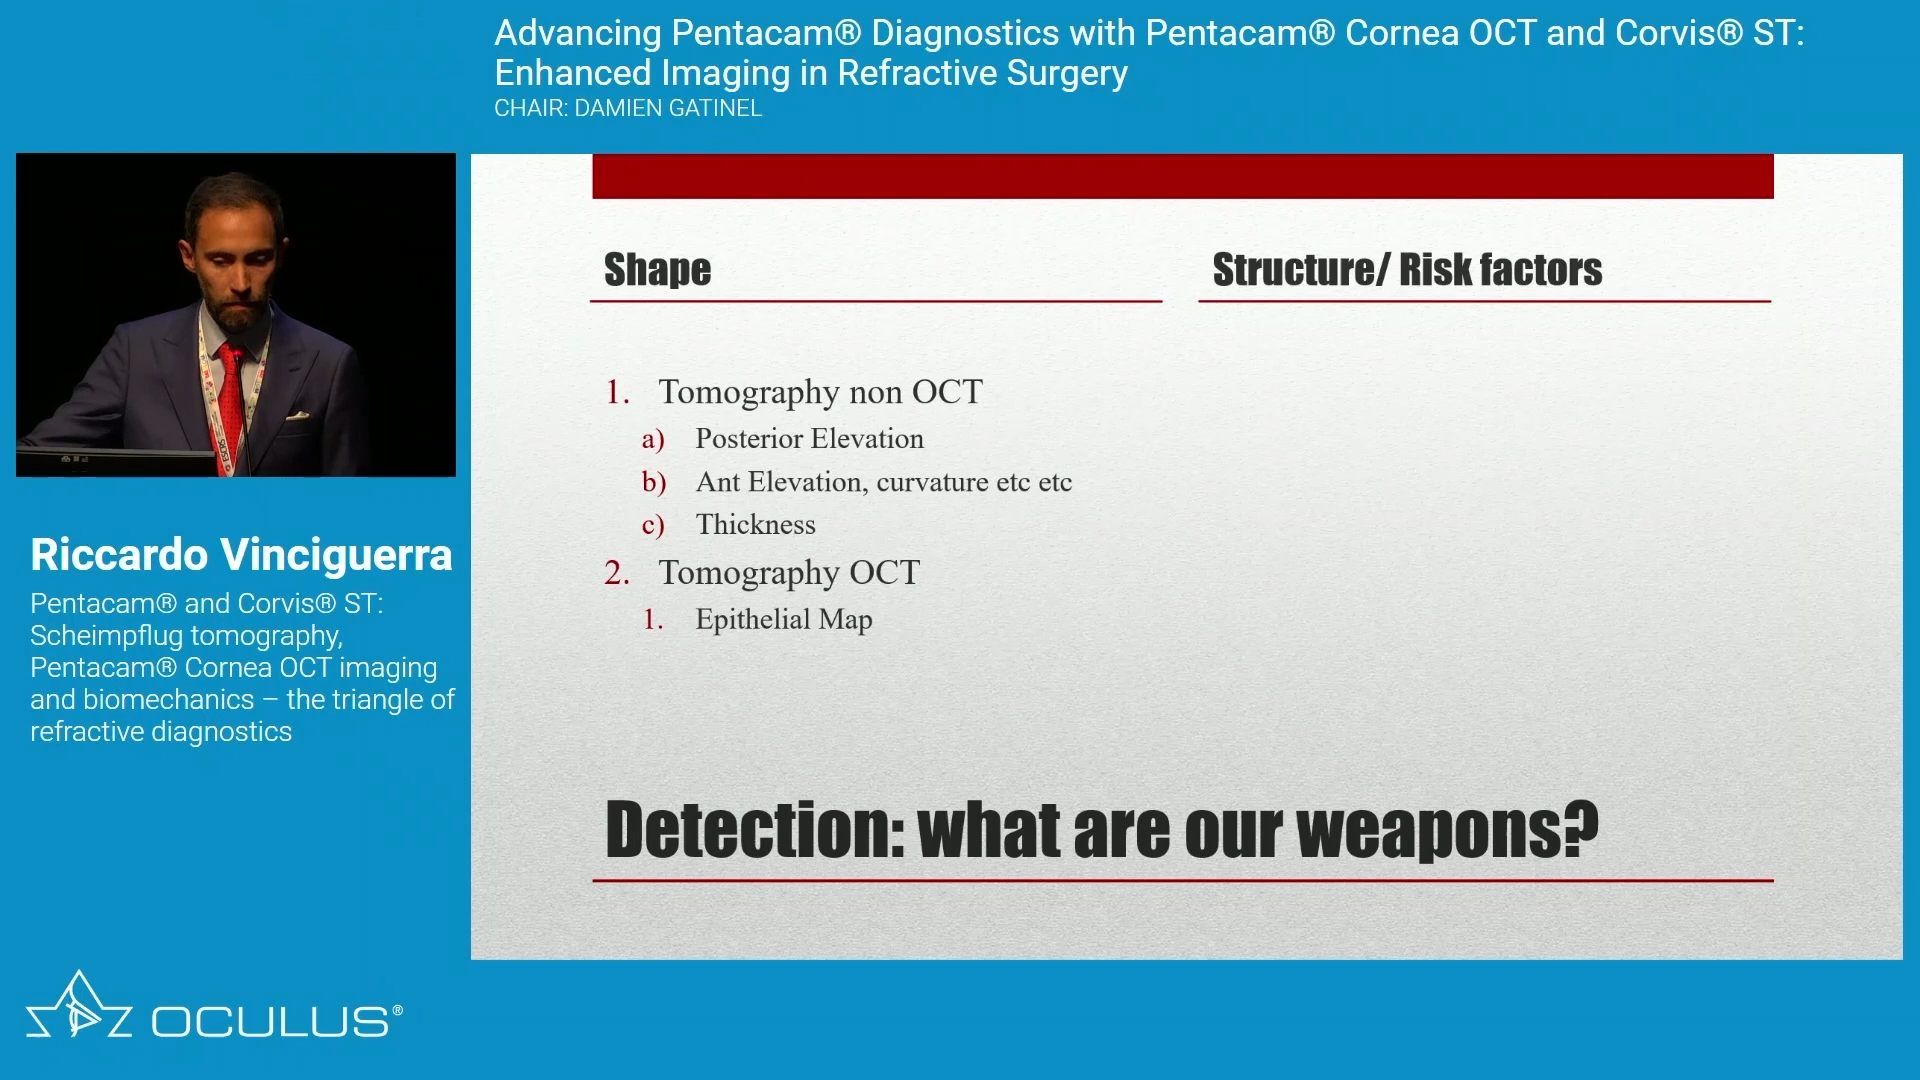 Advancing Pentacam® Diagnostics with Pentacam® Cornea OCT and Corvis® ST:
Enhanced Imaging in Refractive Surgery
CHAIR: DAMIEN GATINEL
Riccardo Vinciguerra
Pentacam® and Corvis® ST:
Scheimpflug tomography,
Pentacam® Cornea OCT imaging
and biomechanics – the triangle of
refractive diagnostics
OCULUS®
Shape
1. Tomography non OCT
a) Posterior Elevation
b) Ant Elevation, curvature etc etc
c) Thickness
2. Tomography OCT
1. Epithelial Map
Structure/ Risk factors
Detection: what are our weapons?